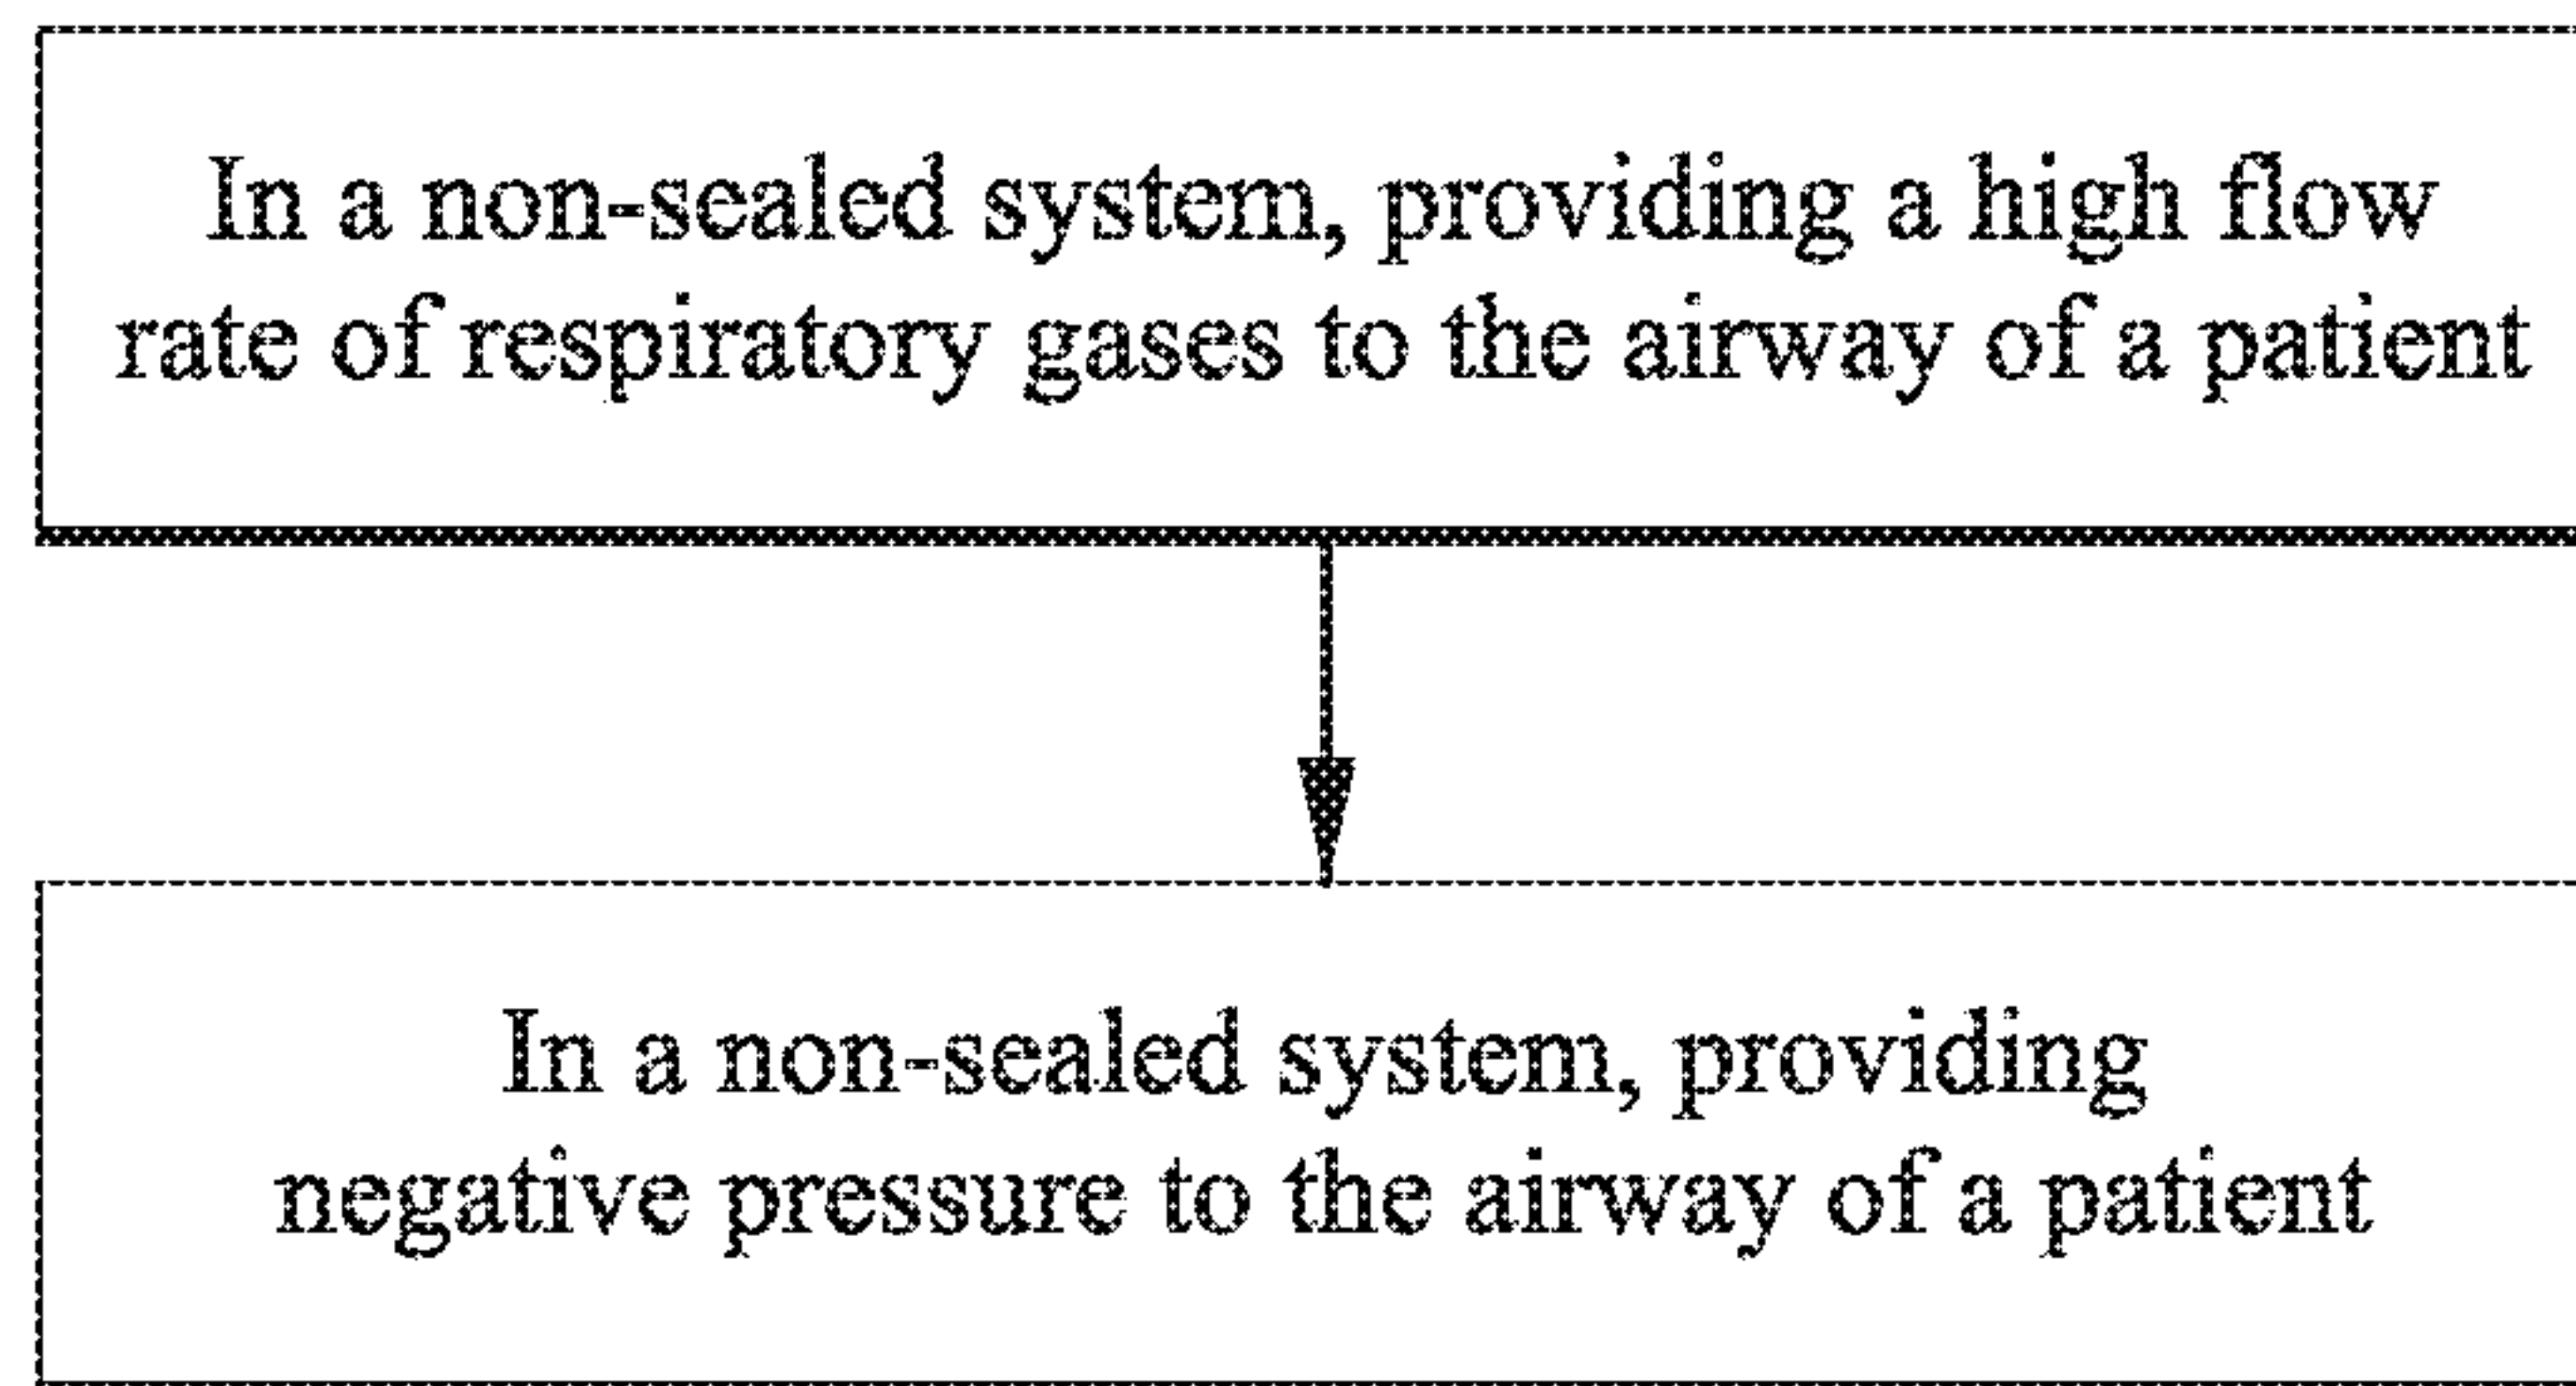 In a non-sealed system, providing a high flow
rate of respiratory gases to the airway of a patient
In a non-sealed system, providing
negative pressure to the airway of a patient